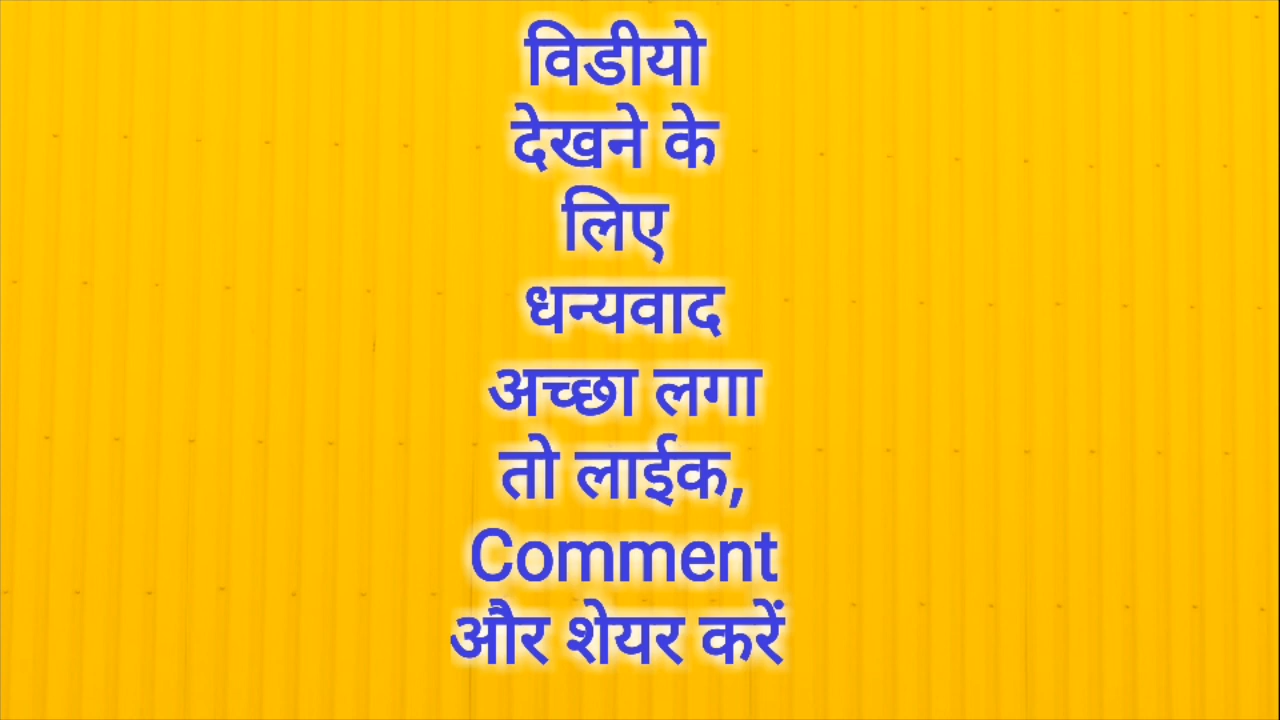 विडीयो
देखने के
लिए
धन्यवाद
अच्छा लगा
तो लाईक,
Comment
और शेयर करें